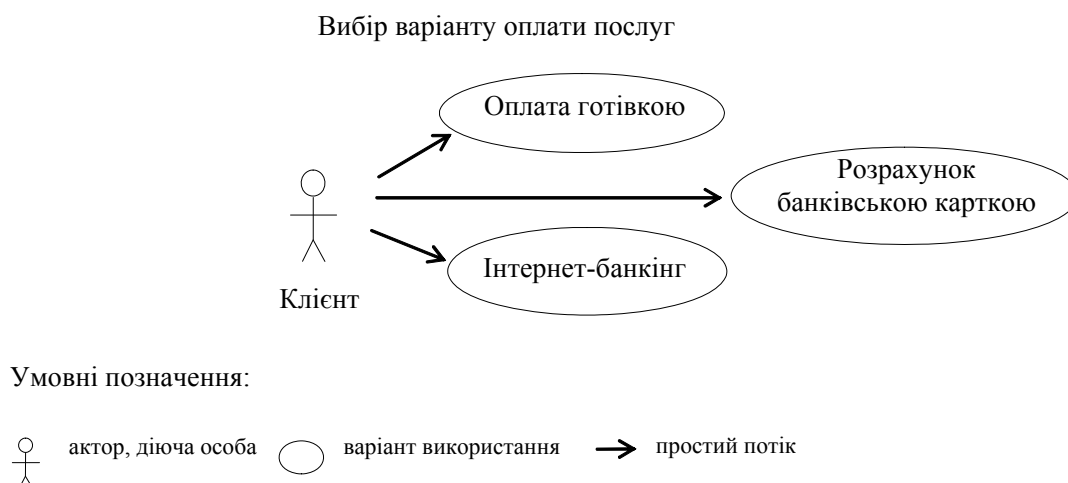 Вибір варіанту оплати послуг
Оплата готівкою
Розрахунок
банківською карткою
Інтернет-банкінг
Клієнт
Умовні позначення:
актор, діюча особа
варіант використання
простий потік